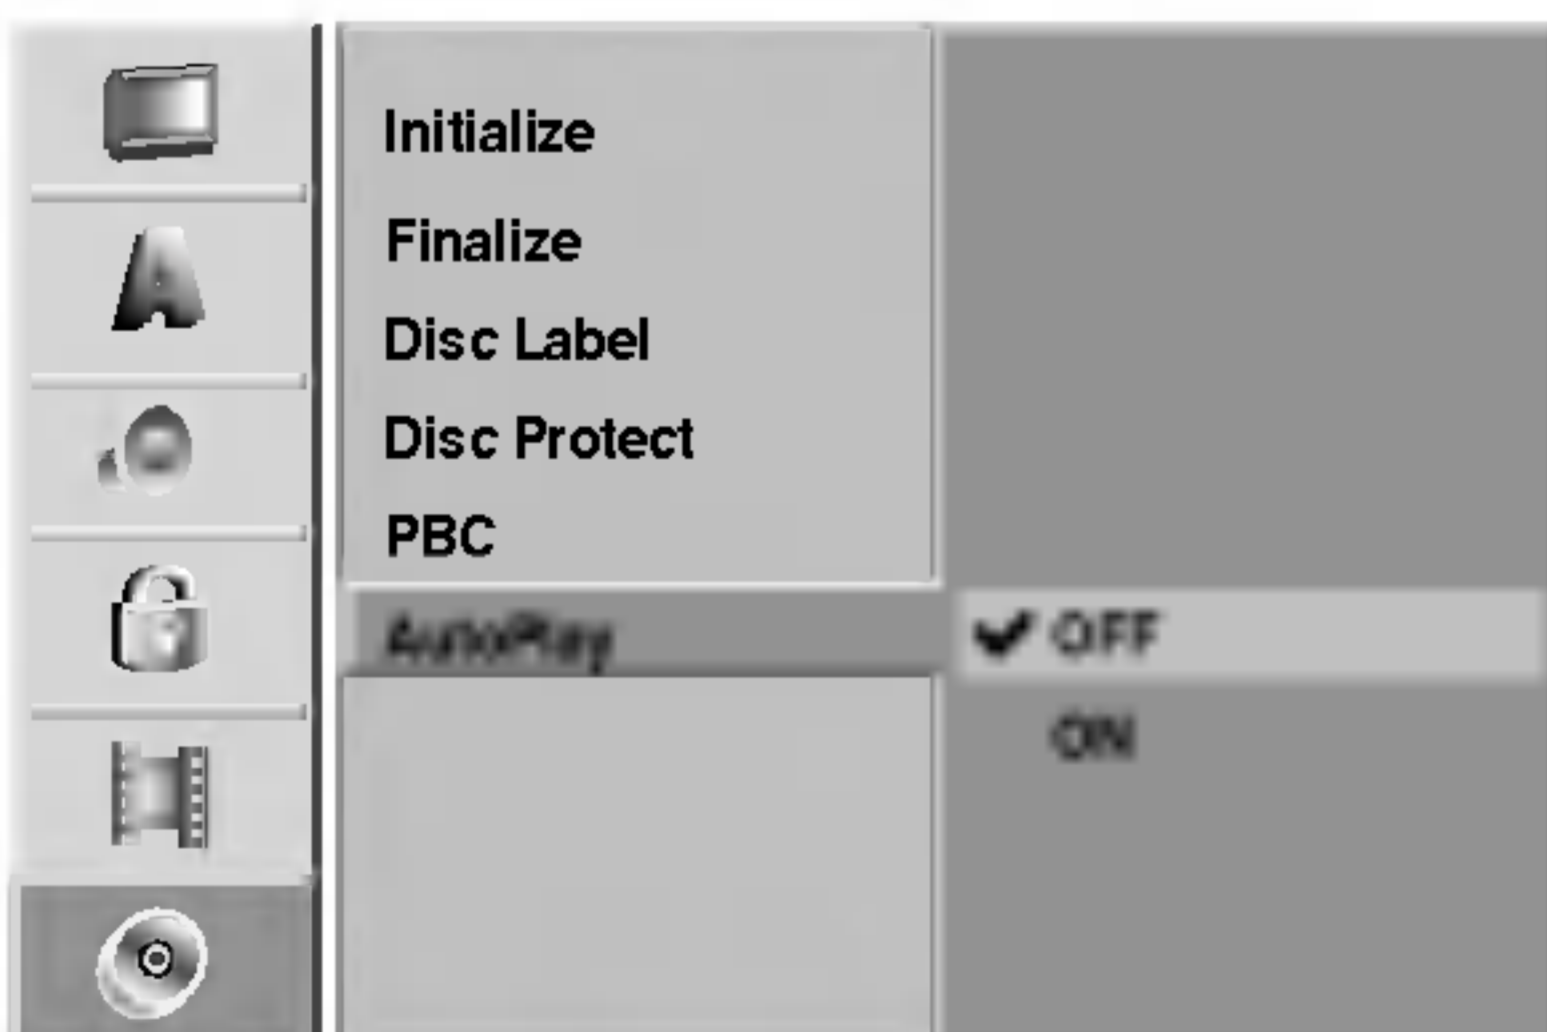 Initialize
Finalize
Disc Label
Disc Protect
PBC
AutoPlay
✔ OFF
ON